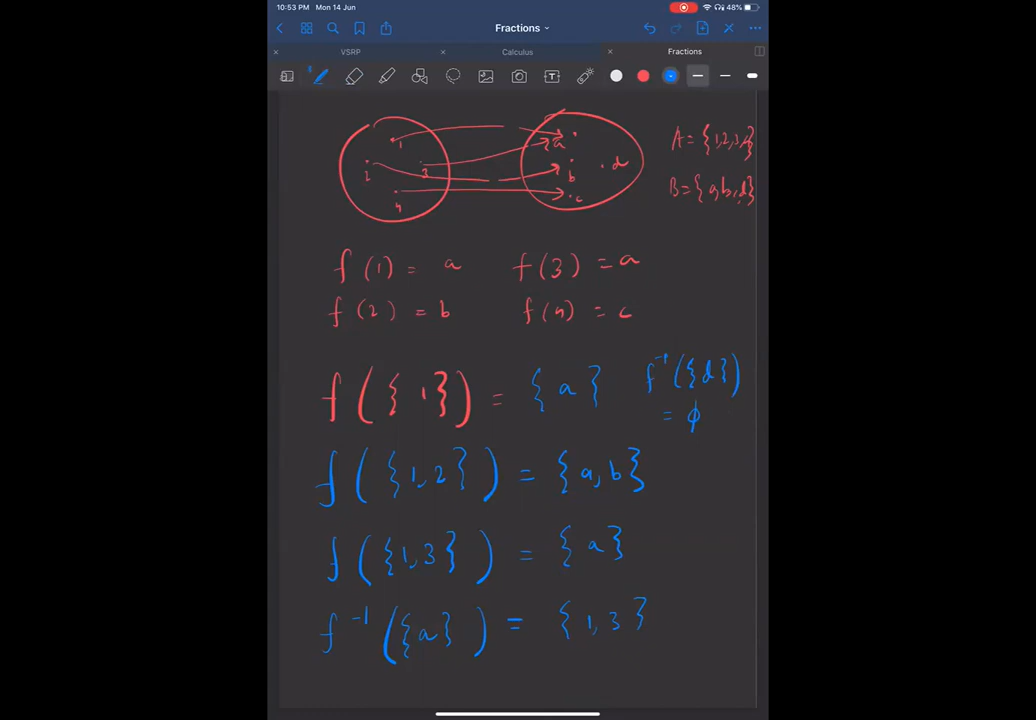 10:53 PM Mon 14 Jun 48%
Fractions
VSRP Calculus Fractions
1 2 3 4 a b c d
A = {1,2,3,4}
B = {a,b,d}
f(1) = a f(3) = a
f(2) = b f(4) = c
f({1}) = {a} f⁻¹({d}) = ϕ
f({1,2}) = {a,b}
f({1,3}) = {a}
f⁻¹({a}) = {1,3}